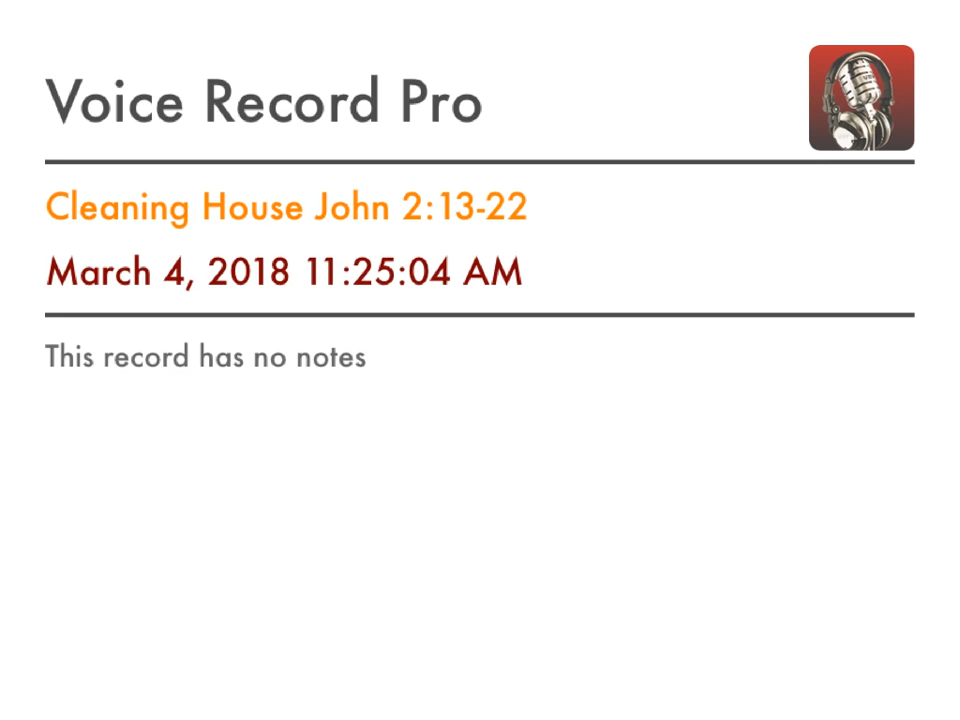 Voice Record Pro
Cleaning House John 2:13-22
March 4, 2018 11:25:04 AM
This record has no notes